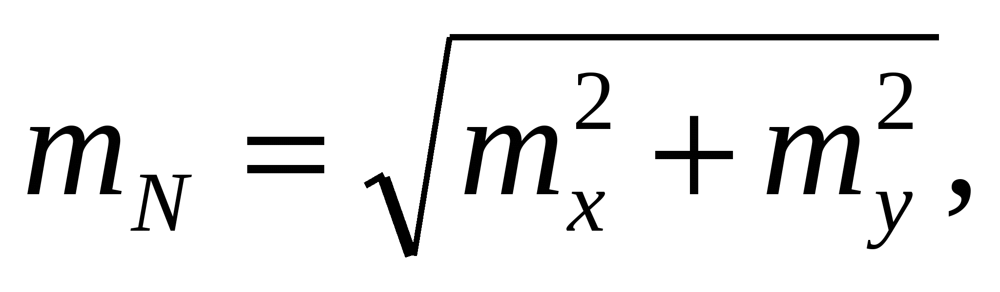 m_N = √(m_x^2 + m_y^2),